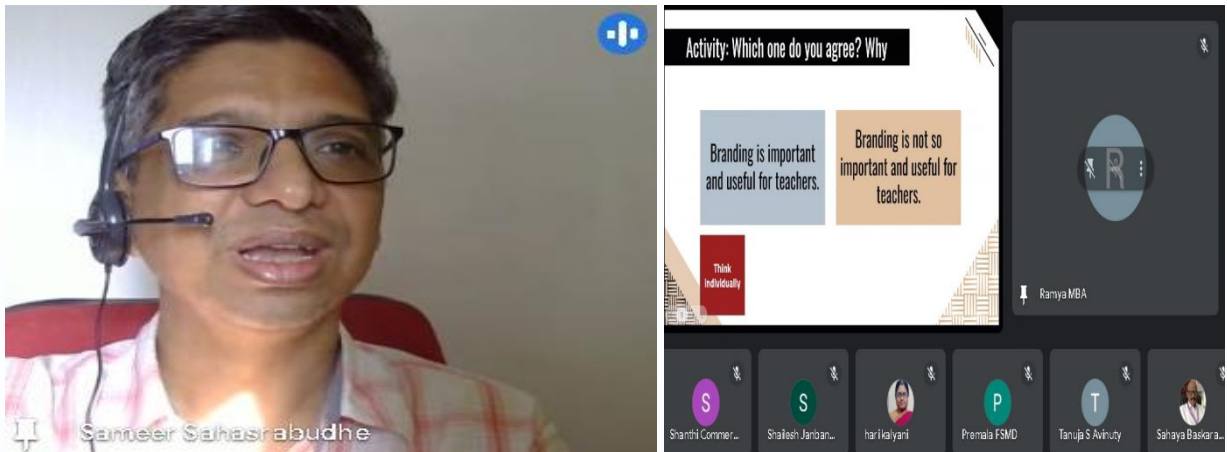 Sameer Sahasrabudhe
Activity: Which one do you agree? Why
Branding is important
and useful for teachers.
Branding is not so
important and useful for
teachers.
Think
Individually
R
Ramya MBA
S
Shanthi Commer...
S
Shailesh Janban...
hari kalyani
P
Premala FSMD
T
Tanuja S Avinuty
Sahaya Baskara...